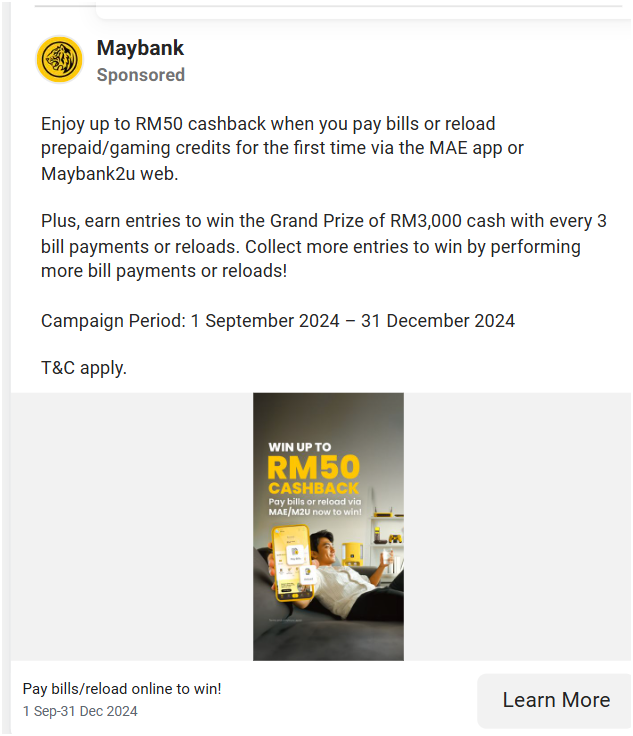 Maybank
Sponsored
Enjoy up to RM50 cashback when you pay bills or reload
prepaid/gaming credits for the first time via the MAE app or
Maybank2u web.
Plus, earn entries to win the Grand Prize of RM3,000 cash with every 3
bill payments or reloads. Collect more entries to win by performing
more bill payments or reloads!
Campaign Period: 1 September 2024 – 31 December 2024
T&C apply.
WIN UP TO
RM50
CASHBACK
Pay bills or reload via
MAE/M2U now to win!
Pay bills/reload online to win!
1 Sep-31 Dec 2024
Learn More